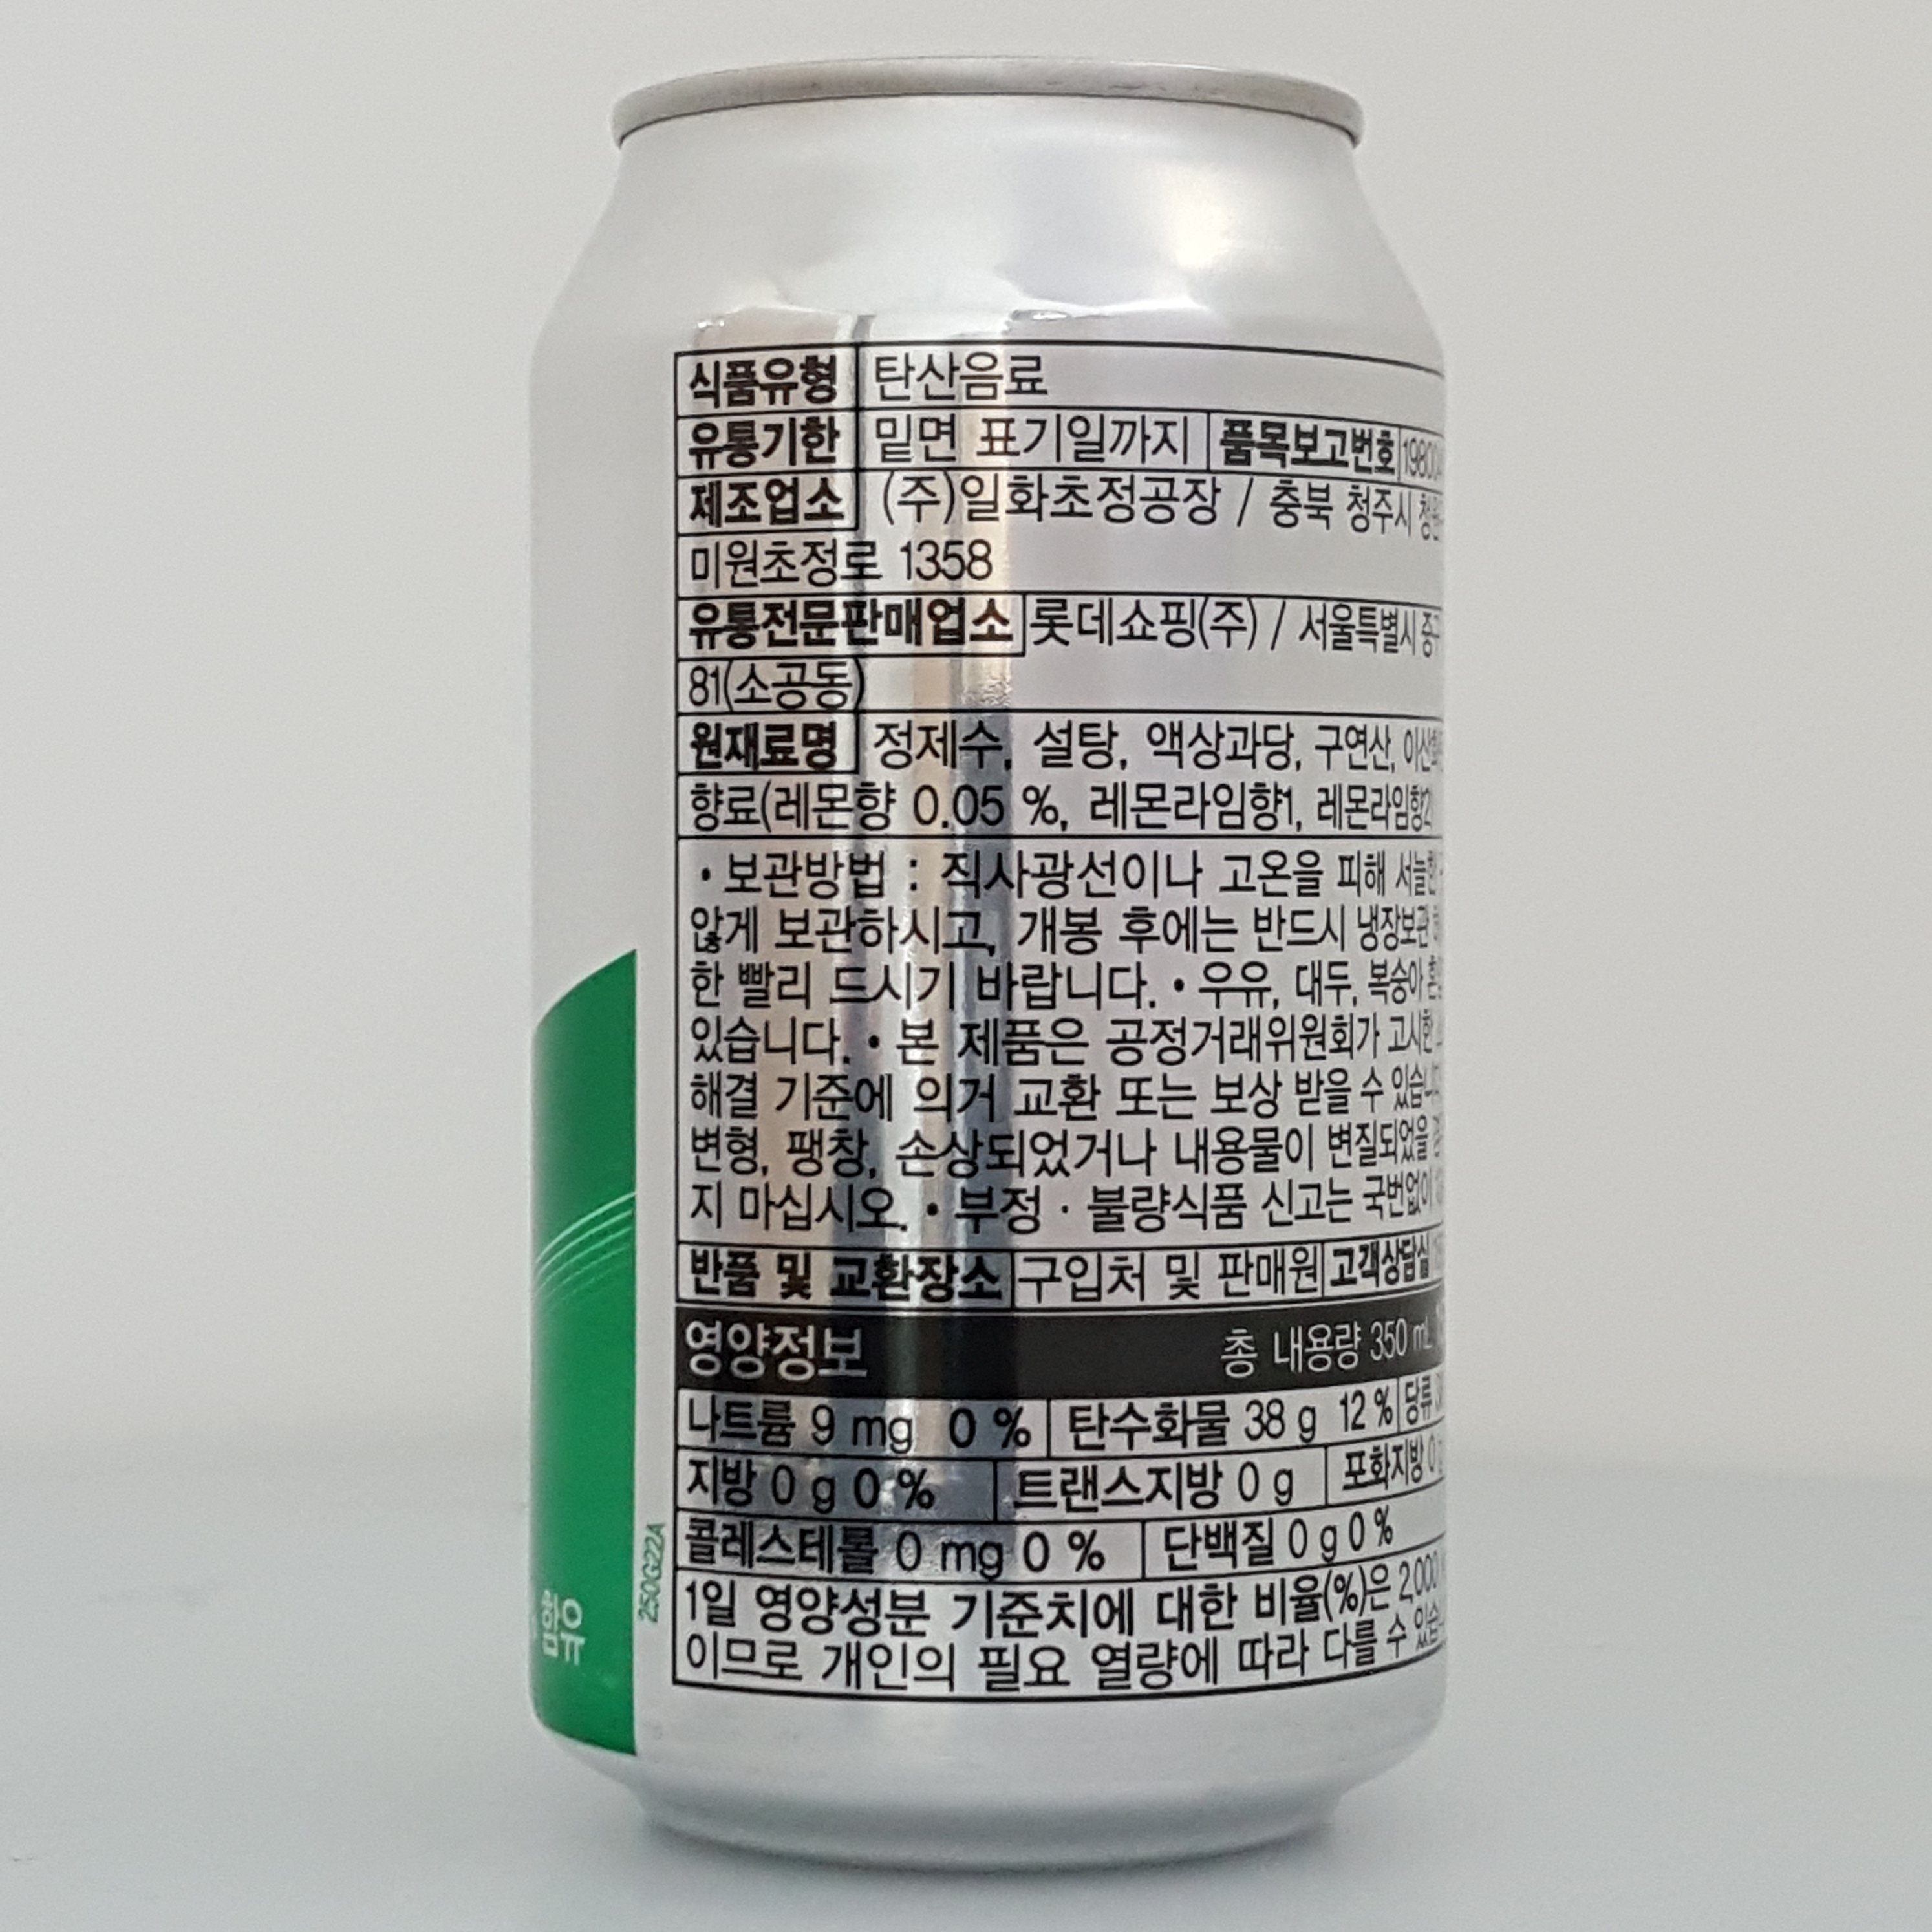 식품유형 탄산음료
유통기한 밑면 표기일까지 품목보고번호
제조업소 (주)일화초정공장 / 충북 청주시
미원초정로 1358
유통전문판매업소 롯데쇼핑(주) / 서울특별시 중구
81(소공동)
원재료명 정제수, 설탕, 액상과당, 구연산,
향료(레몬향 0.05 %, 레몬라임향1, 레몬라임향2)
• 보관방법 : 직사광선이나 고온을 피해 서늘한
않게 보관하시고, 개봉 후에는 반드시 냉장보관
한 빨리 드시기 바랍니다. • 우유, 대두, 복숭아
있습니다. • 본 제품은 공정거래위원회가 고시한
해결 기준에 의거 교환 또는 보상 받을 수
변형, 팽창, 손상되었거나 내용물이 변질되었을
지 마십시오. • 부정 · 불량식품 신고는 국번없이
반품 및 교환장소 구입처 및 판매원 고객상담실
영양정보 총 내용량 350 mL
나트륨 9 mg 0 % 탄수화물 38 g 12 % 당류
지방 0 g 0 % 트랜스지방 0 g 포화지방 0
콜레스테롤 0 mg 0 % 단백질 0 g 0 %
1일 영양성분 기준치에 대한 비율(%)은 2,000
이므로 개인의 필요 열량에 따라 다를 수
함유
250G22A